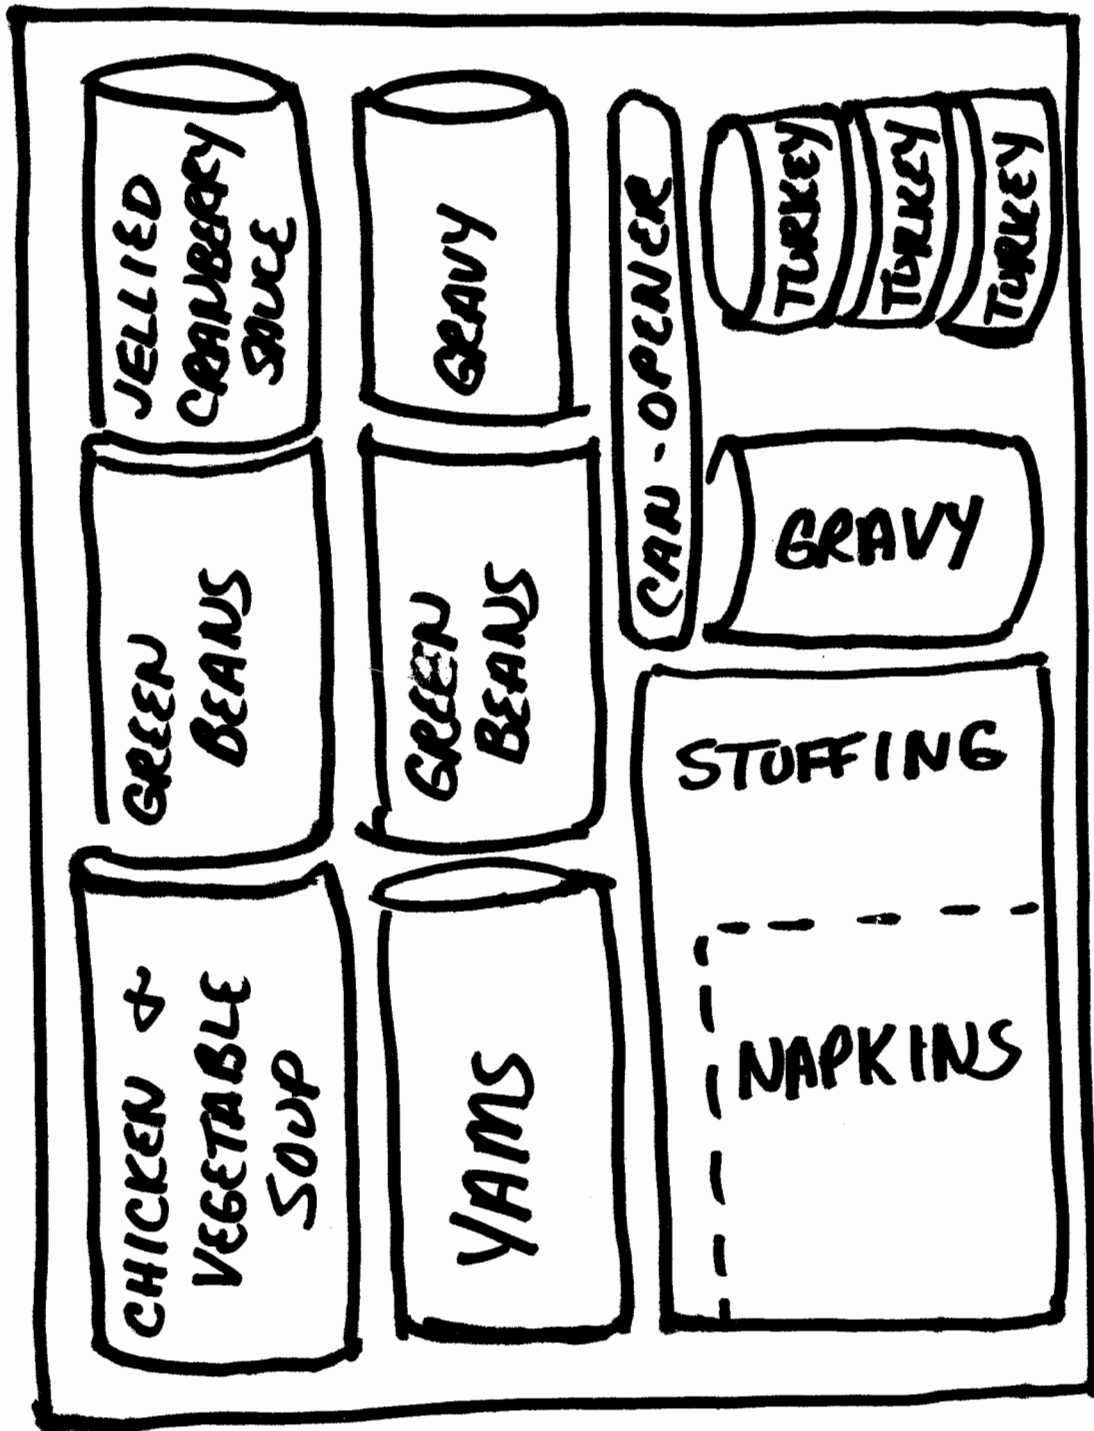 JELLIED
CRANBERRY
SAUCE
GRAVY
CAN-OPENER
TURKEY
TURKEY
TURKEY
GREEN
BEANS
GREEN
BEANS
GRAVY
CHICKEN &
VEGETABLE
SOUP
YAMS
STUFFING
NAPKINS